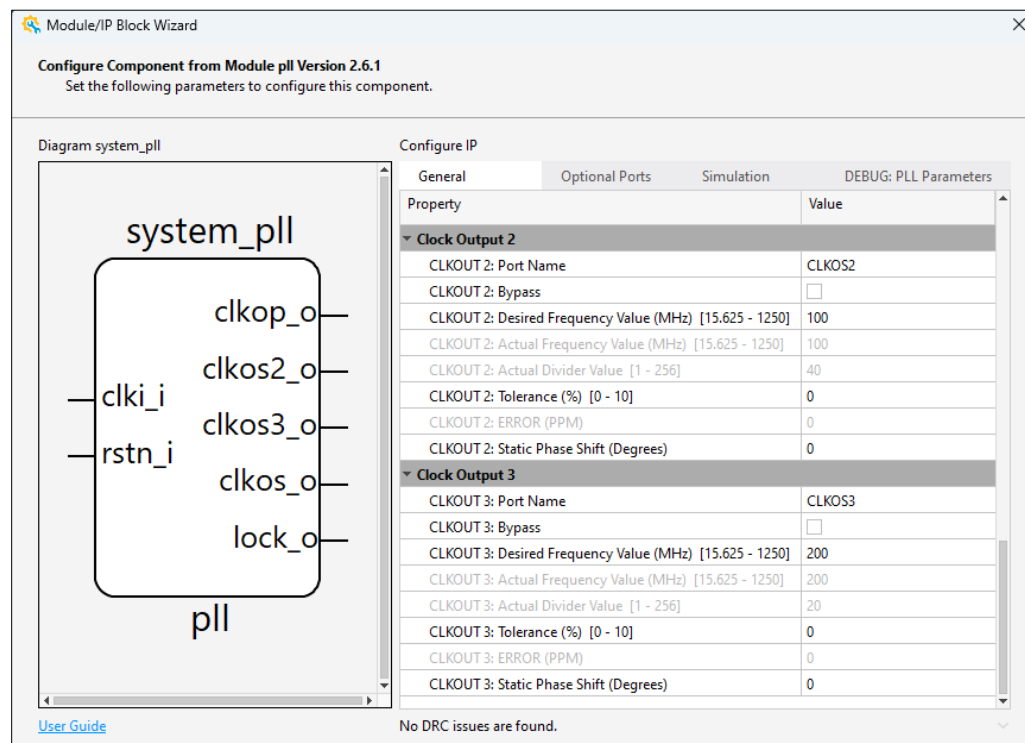 Module/IP Block Wizard
Configure Component from Module pll Version 2.6.1
Set the following parameters to configure this component.
Diagram system_pll
system_pll
clki_i
rstn_i
clkop_o
clkos2_o
clkos3_o
clkos_o
lock_o
pll
User Guide
Configure IP
General Optional Ports Simulation DEBUG: PLL Parameters
Property Value
Clock Output 2
CLKOUT 2: Port Name CLKOS2
CLKOUT 2: Bypass
CLKOUT 2: Desired Frequency Value (MHz) [15.625 - 1250] 100
CLKOUT 2: Actual Frequency Value (MHz) [15.625 - 1250] 100
CLKOUT 2: Actual Divider Value [1 - 256] 40
CLKOUT 2: Tolerance (%) [0 - 10] 0
CLKOUT 2: ERROR (PPM) 0
CLKOUT 2: Static Phase Shift (Degrees) 0
Clock Output 3
CLKOUT 3: Port Name CLKOS3
CLKOUT 3: Bypass
CLKOUT 3: Desired Frequency Value (MHz) [15.625 - 1250] 200
CLKOUT 3: Actual Frequency Value (MHz) [15.625 - 1250] 200
CLKOUT 3: Actual Divider Value [1 - 256] 20
CLKOUT 3: Tolerance (%) [0 - 10] 0
CLKOUT 3: ERROR (PPM) 0
CLKOUT 3: Static Phase Shift (Degrees) 0
No DRC issues are found.